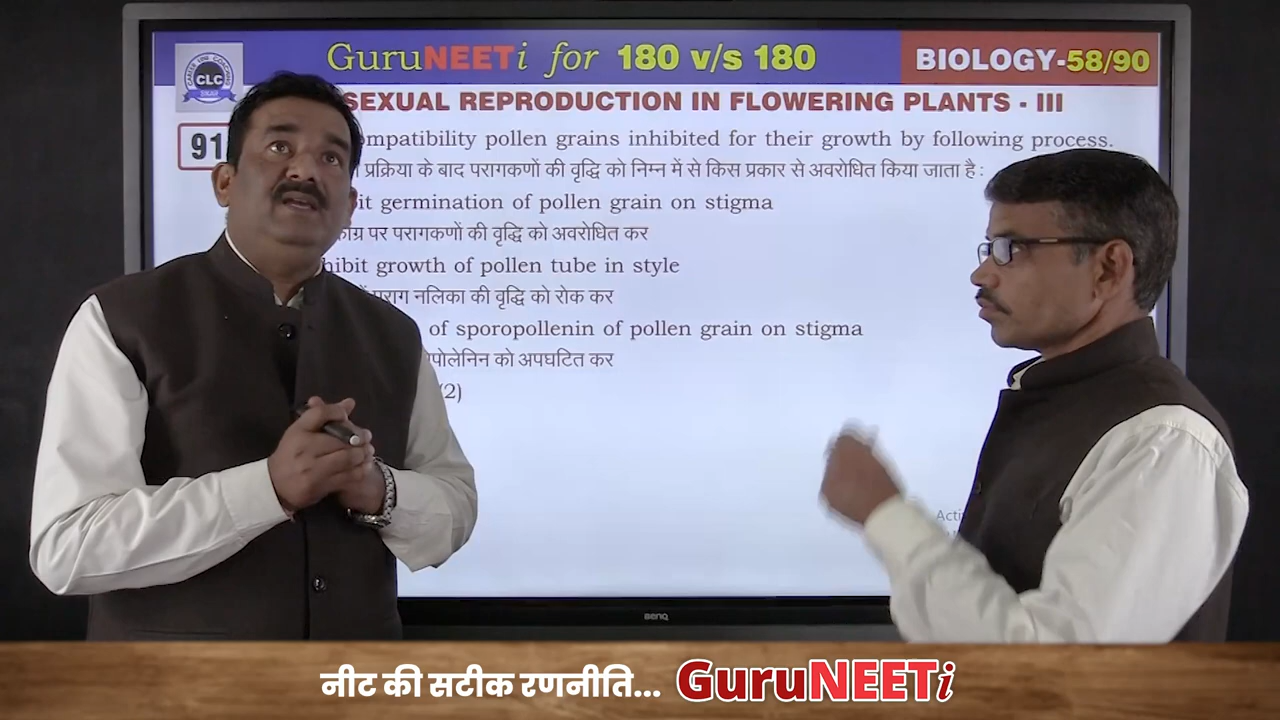 GuruNEETi for 180 v/s 180
BIOLOGY-58/90
CLC
SEXUAL REPRODUCTION IN FLOWERING PLANTS - III
91
ompatibility pollen grains inhibited for their growth by following process.
प्रक्रिया के बाद परागकणों की वृद्धि को निम्न में से किस प्रकार से अवरोधित किया जाता है :
bit germination of pollen grain on stigma
पर परागकणों की वृद्धि को अवरोधित कर
hibit growth of pollen tube in style
पराग नलिका की वृद्धि को रोक कर
of sporopollenin of pollen grain on stigma
को अपघटित कर
(2)
Acti
BenQ
नीट की सटीक रणनीति... GuruNEETi